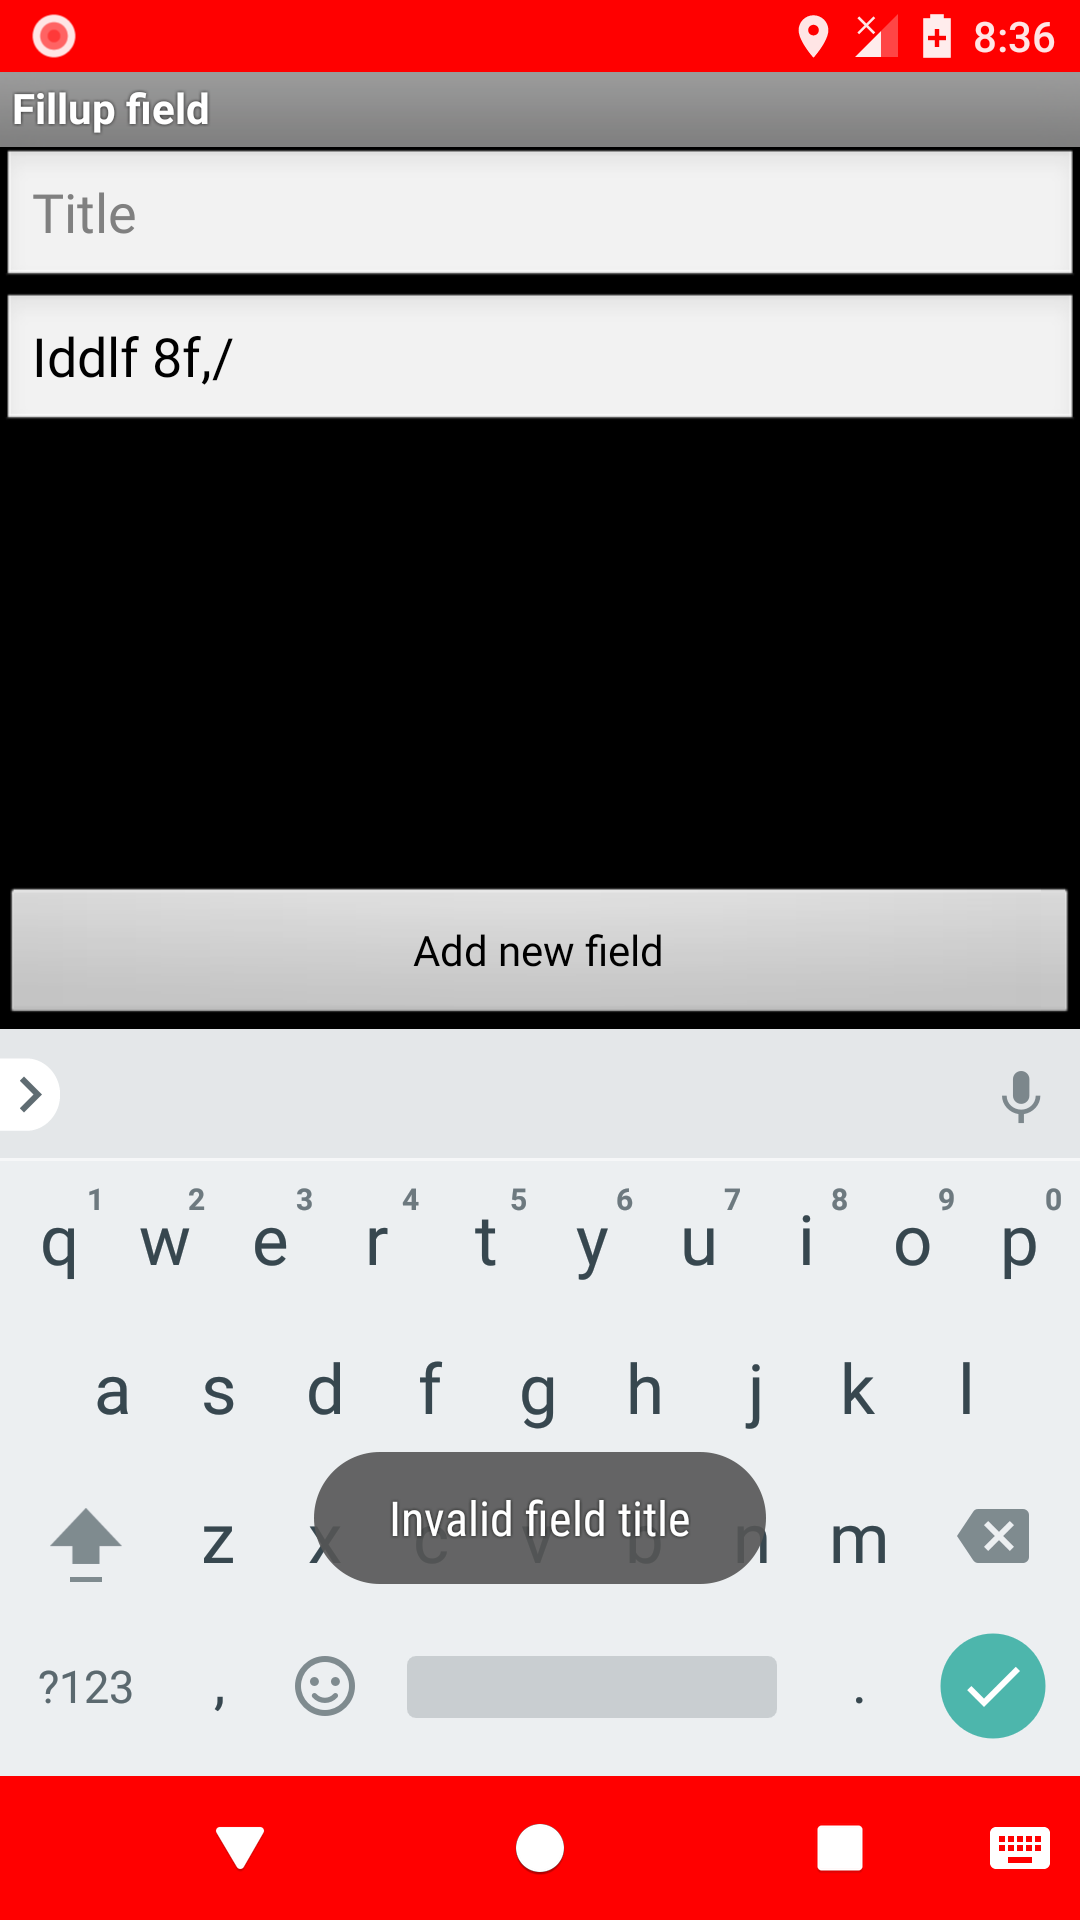 8:36
Fillup field
Title
Iddlf 8f,/
Add new field
1 2 3 4 5 6 7 8 9 0
q w e r t y u i o p
a s d f g h j k l
z x c v b n m
Invalid field title
?123 , .